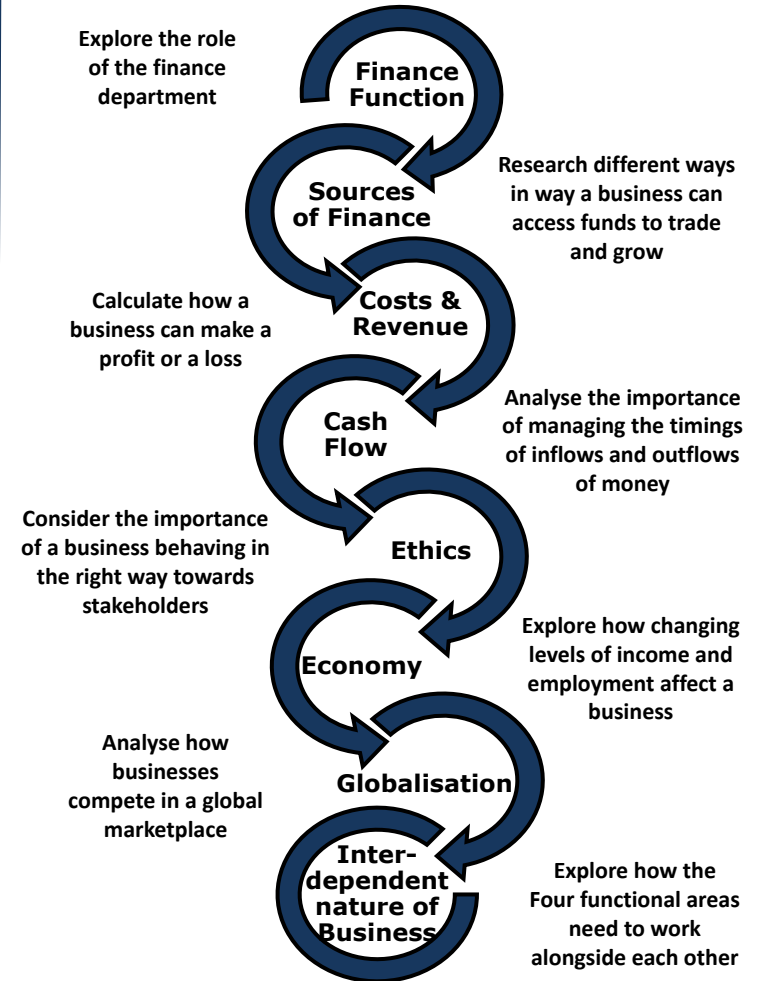 Explore the role
of the finance
department
Finance
Function
Sources
of Finance
Research different ways
in way a business can
access funds to trade
and grow
Calculate how a
business can make a
profit or a loss
Costs &
Revenue
Cash
Flow
Analyse the importance
of managing the timings
of inflows and outflows
of money
Consider the importance
of a business behaving in
the right way towards
stakeholders
Ethics
Economy
Explore how changing
levels of income and
employment affect a
business
Analyse how
businesses
compete in a global
marketplace
Globalisation
Inter-
dependent
nature of
Business
Explore how the
Four functional areas
need to work
alongside each other